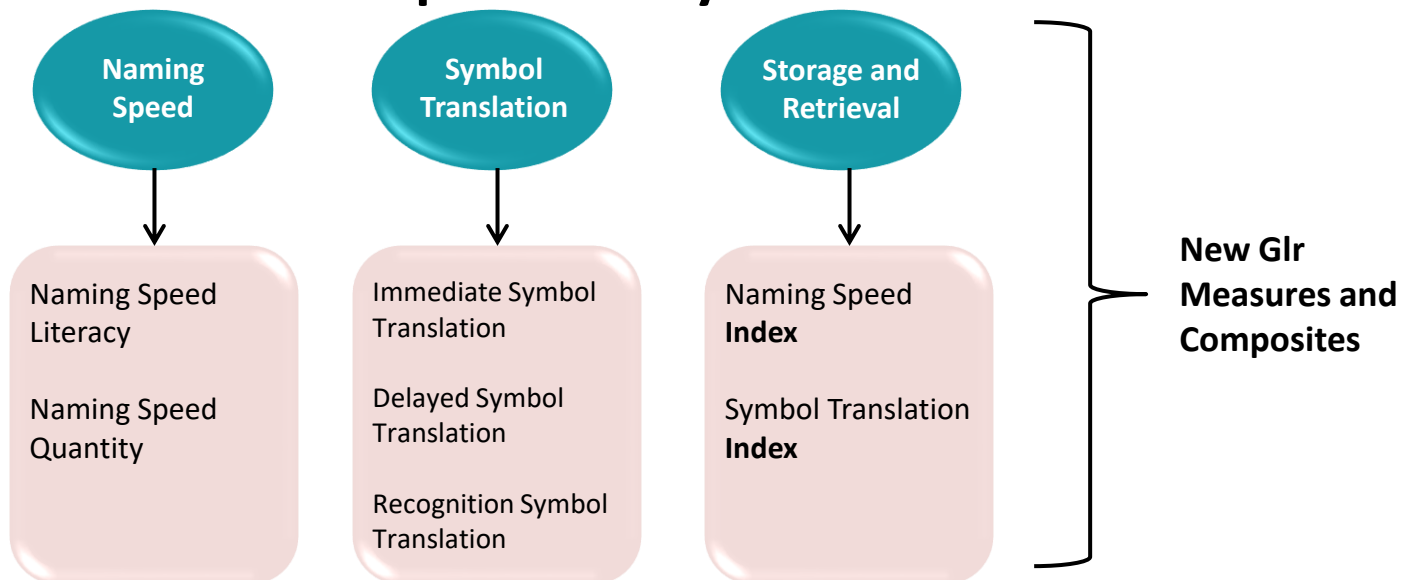 Naming
Speed
Symbol
Translation
Storage and
Retrieval
Naming Speed
Literacy
Naming Speed
Quantity
Immediate Symbol
Translation
Delayed Symbol
Translation
Recognition Symbol
Translation
Naming Speed
Index
Symbol Translation
Index
New Glr
Measures and
Composites